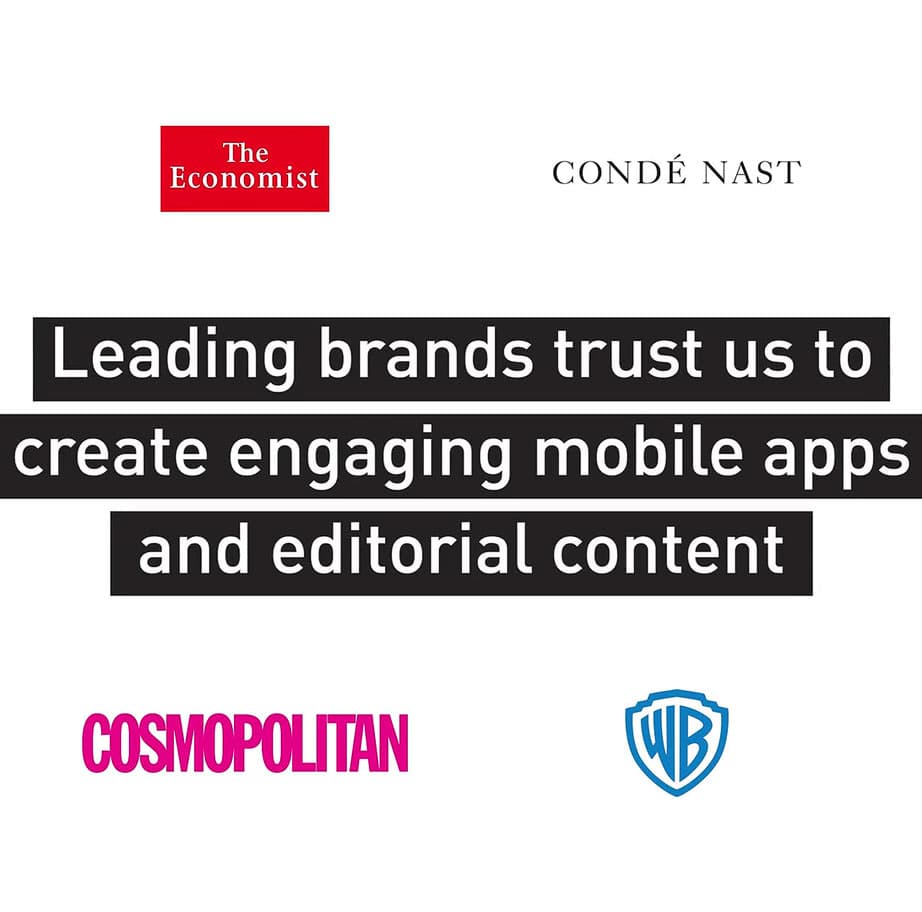 The
Economist
CONDÉ NAST
Leading brands trust us to
create engaging mobile apps
and editorial content
COSMOPOLITAN
WB